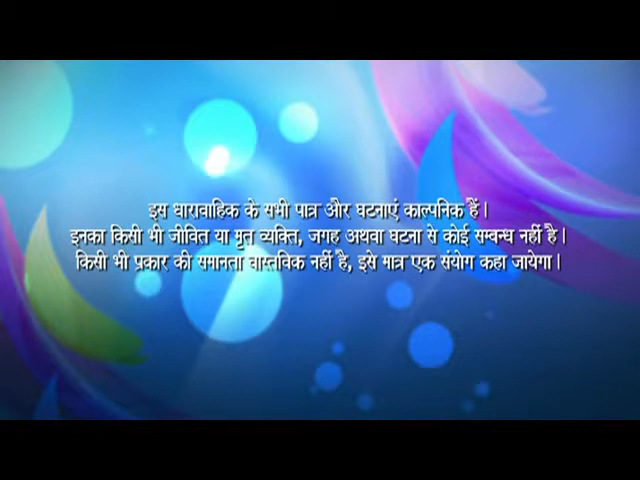 इस धारावाहिक के सभी पात्र और घटनाएं काल्पनिक हैं।
इनका किसी भी जीवित या मृत व्यक्ति, जगह अथवा घटना से कोई सम्बन्ध नहीं है।
किसी भी प्रकार की समानता वास्तविक नहीं है, इसे मात्र एक संयोग कहा जायेगा।